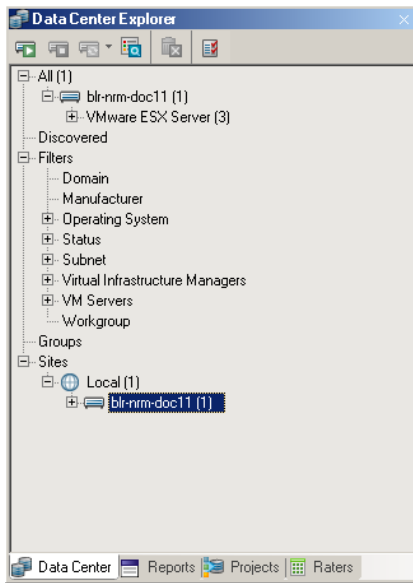 Data Center Explorer
All (1)
blr-nrm-doc11 (1)
VMware ESX Server (3)
Discovered
Filters
Domain
Manufacturer
Operating System
Status
Subnet
Virtual Infrastructure Managers
VM Servers
Workgroup
Groups
Sites
Local (1)
blr-nrm-doc11 (1)
Data Center Reports Projects Raters